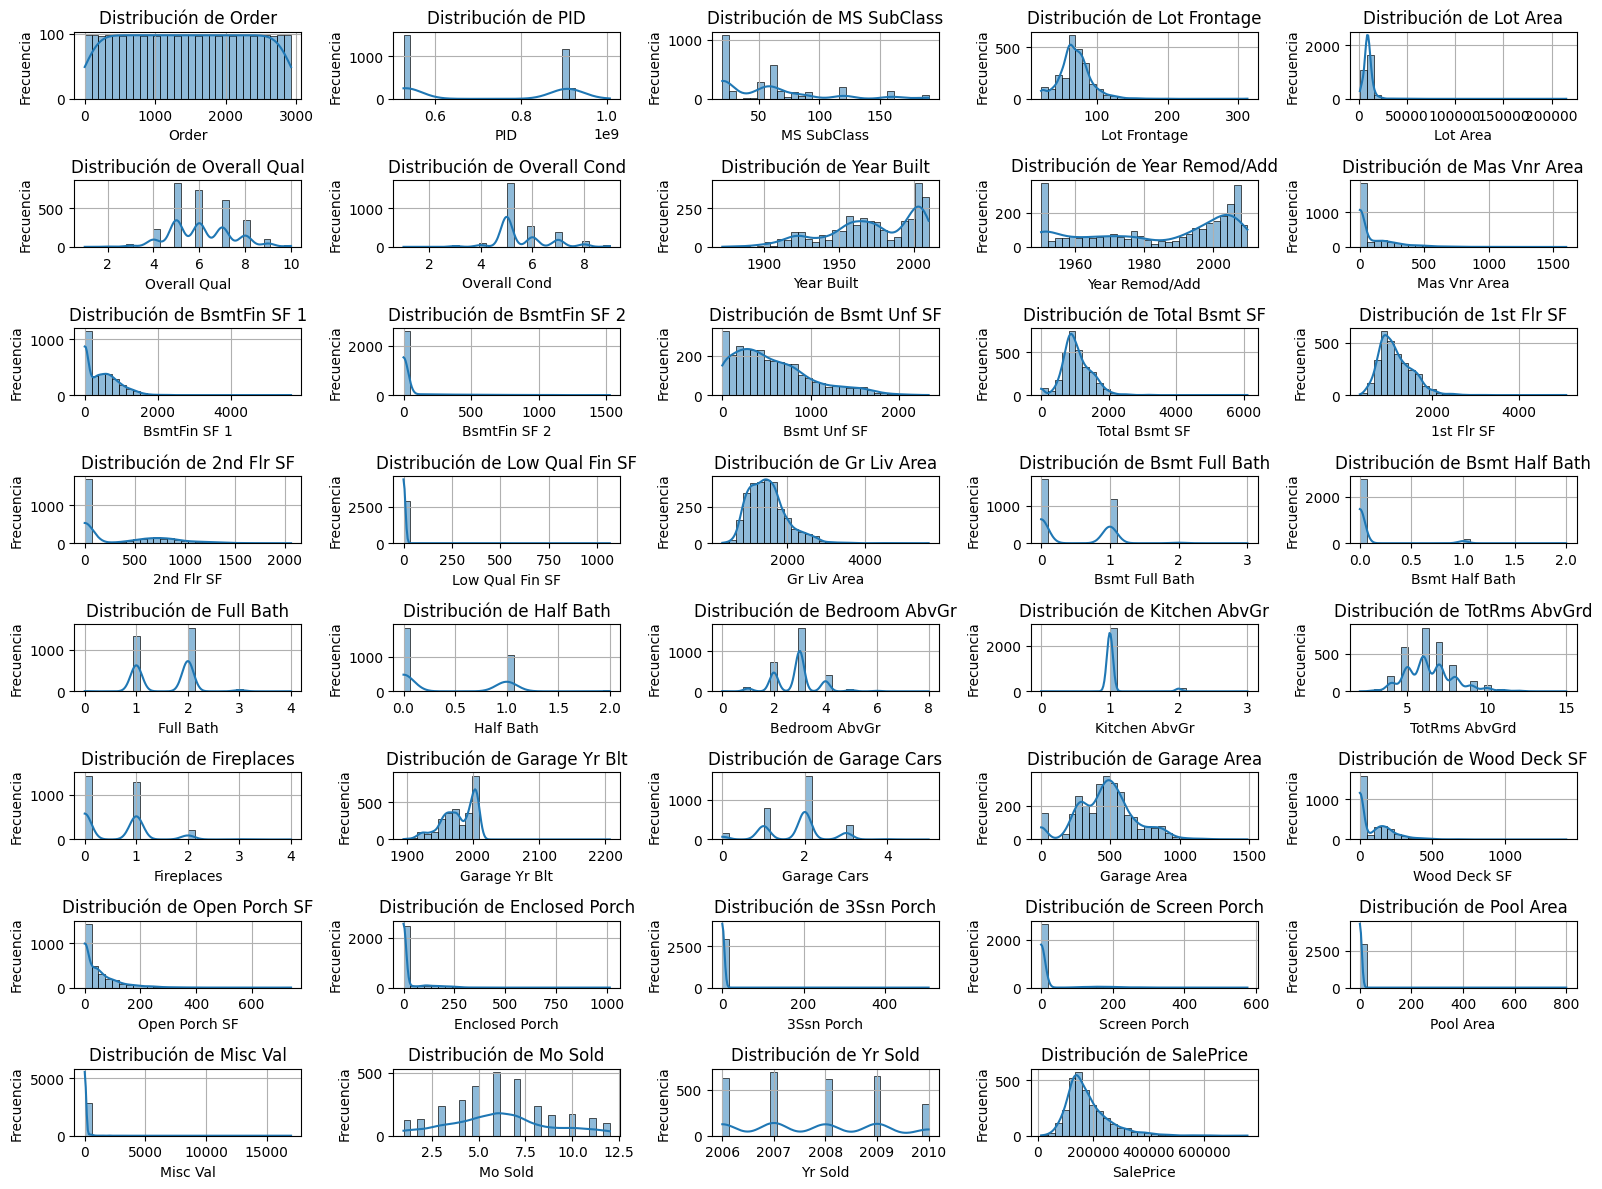 Distribución de Order
Frecuencia
100
0
0 1000 2000 3000
Order
Distribución de PID
Frecuencia
1000
0
0.6 0.8 1.0
1e9
PID
Distribución de MS SubClass
Frecuencia
1000
0
50 100 150
MS SubClass
Distribución de Lot Frontage
Frecuencia
500
0
100 200 300
Lot Frontage
Distribución de Lot Area
Frecuencia
2000
0
0 50000 100000 150000 200000
Lot Area
Distribución de Overall Qual
Frecuencia
500
0
2 4 6 8 10
Overall Qual
Distribución de Overall Cond
Frecuencia
1000
0
2 4 6 8
Overall Cond
Distribución de Year Built
Frecuencia
250
0
1900 1950 2000
Year Built
Distribución de Year Remod/Add
Frecuencia
200
0
1960 1980 2000
Year Remod/Add
Distribución de Mas Vnr Area
Frecuencia
1000
0
0 500 1000 1500
Mas Vnr Area
Distribución de BsmtFin SF 1
Frecuencia
1000
0
0 2000 4000
BsmtFin SF 1
Distribución de BsmtFin SF 2
Frecuencia
2000
0
0 500 1000 1500
BsmtFin SF 2
Distribución de Bsmt Unf SF
Frecuencia
200
0
0 1000 2000
Bsmt Unf SF
Distribución de Total Bsmt SF
Frecuencia
500
0
0 2000 4000 6000
Total Bsmt SF
Distribución de 1st Flr SF
Frecuencia
500
0
2000 4000
1st Flr SF
Distribución de 2nd Flr SF
Frecuencia
1000
0
0 500 1000 1500 2000
2nd Flr SF
Distribución de Low Qual Fin SF
Frecuencia
2500
0
0 250 500 750 1000
Low Qual Fin SF
Distribución de Gr Liv Area
Frecuencia
250
0
2000 4000
Gr Liv Area
Distribución de Bsmt Full Bath
Frecuencia
1000
0
0 1 2 3
Bsmt Full Bath
Distribución de Bsmt Half Bath
Frecuencia
2000
0
0.0 0.5 1.0 1.5 2.0
Bsmt Half Bath
Distribución de Full Bath
Frecuencia
1000
0
0 1 2 3 4
Full Bath
Distribución de Half Bath
Frecuencia
1000
0
0.0 0.5 1.0 1.5 2.0
Half Bath
Distribución de Bedroom AbvGr
Frecuencia
1000
0
0 2 4 6 8
Bedroom AbvGr
Distribución de Kitchen AbvGr
Frecuencia
2000
0
0 1 2 3
Kitchen AbvGr
Distribución de TotRms AbvGrd
Frecuencia
500
0
5 10 15
TotRms AbvGrd
Distribución de Fireplaces
Frecuencia
1000
0
0 1 2 3 4
Fireplaces
Distribución de Garage Yr Blt
Frecuencia
500
0
1900 2000 2100 2200
Garage Yr Blt
Distribución de Garage Cars
Frecuencia
1000
0
0 2 4
Garage Cars
Distribución de Garage Area
Frecuencia
200
0
0 500 1000 1500
Garage Area
Distribución de Wood Deck SF
Frecuencia
1000
0
0 500 1000
Wood Deck SF
Distribución de Open Porch SF
Frecuencia
1000
0
0 200 400 600
Open Porch SF
Distribución de Enclosed Porch
Frecuencia
2000
0
0 250 500 750 1000
Enclosed Porch
Distribución de 3Ssn Porch
Frecuencia
2500
0
0 200 400
3Ssn Porch
Distribución de Screen Porch
Frecuencia
2000
0
0 200 400 600
Screen Porch
Distribución de Pool Area
Frecuencia
2500
0
0 200 400 600 800
Pool Area
Distribución de Misc Val
Frecuencia
5000
0
0 5000 10000 15000
Misc Val
Distribución de Mo Sold
Frecuencia
500
0
2.5 5.0 7.5 10.0 12.5
Mo Sold
Distribución de Yr Sold
Frecuencia
500
0
2006 2007 2008 2009 2010
Yr Sold
Distribución de SalePrice
Frecuencia
500
0
0 200000 400000 600000
SalePrice